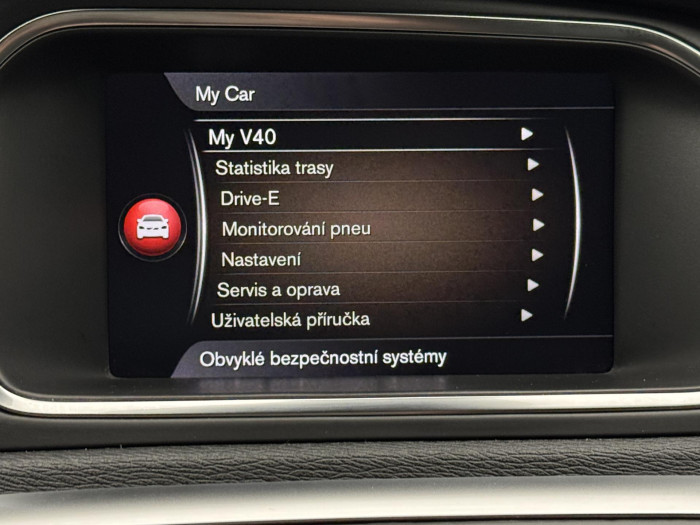 My Car
My V40
Statistika trasy
Drive-E
Monitorování pneu
Nastavení
Servis a oprava
Uživatelská příručka
Obvyklé bezpečnostní systémy